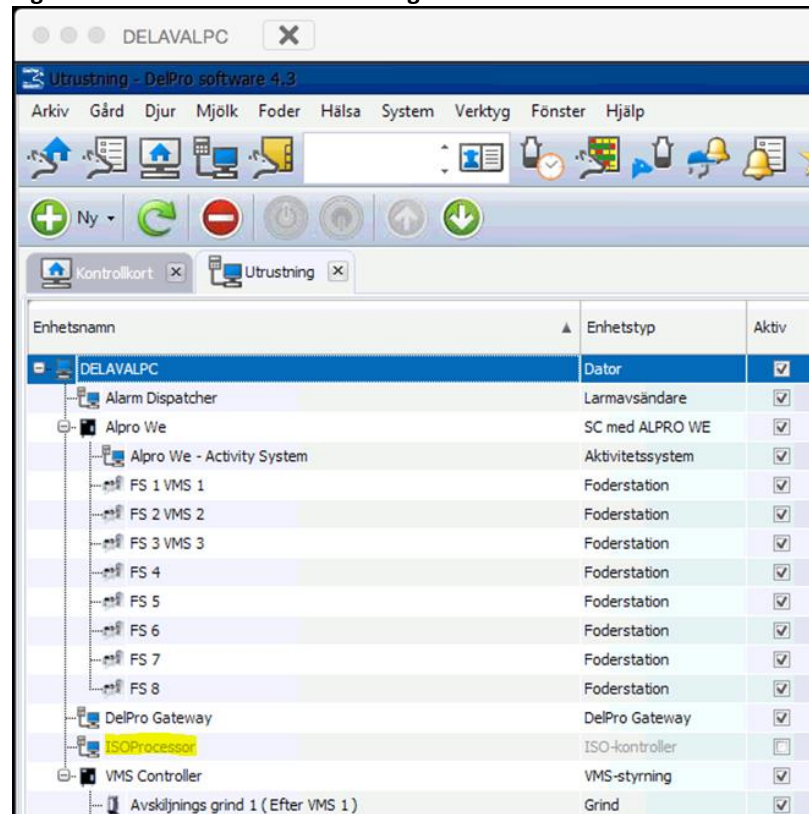 DELAVALPC
Utrustning - DelPro software 4.3
Arkiv Gård Djur Mjölk Foder Hälsa System Verktyg Fönster Hjälp
Ny
Kontrollkort Utrustning
Enhetsnamn Enhetstyp Aktiv
DELAVALPC Dator
Alarm Dispatcher Larmavsändare
Alpro We SC med ALPRO WE
Alpro We - Activity System Aktivitetssystem
FS 1 VMS 1 Foderstation
FS 2 VMS 2 Foderstation
FS 3 VMS 3 Foderstation
FS 4 Foderstation
FS 5 Foderstation
FS 6 Foderstation
FS 7 Foderstation
FS 8 Foderstation
DelPro Gateway DelPro Gateway
ISOProcessor ISO-kontroller
VMS Controller VMS-styrning
Avskiljnings grind 1 ( Efter VMS 1 ) Grind